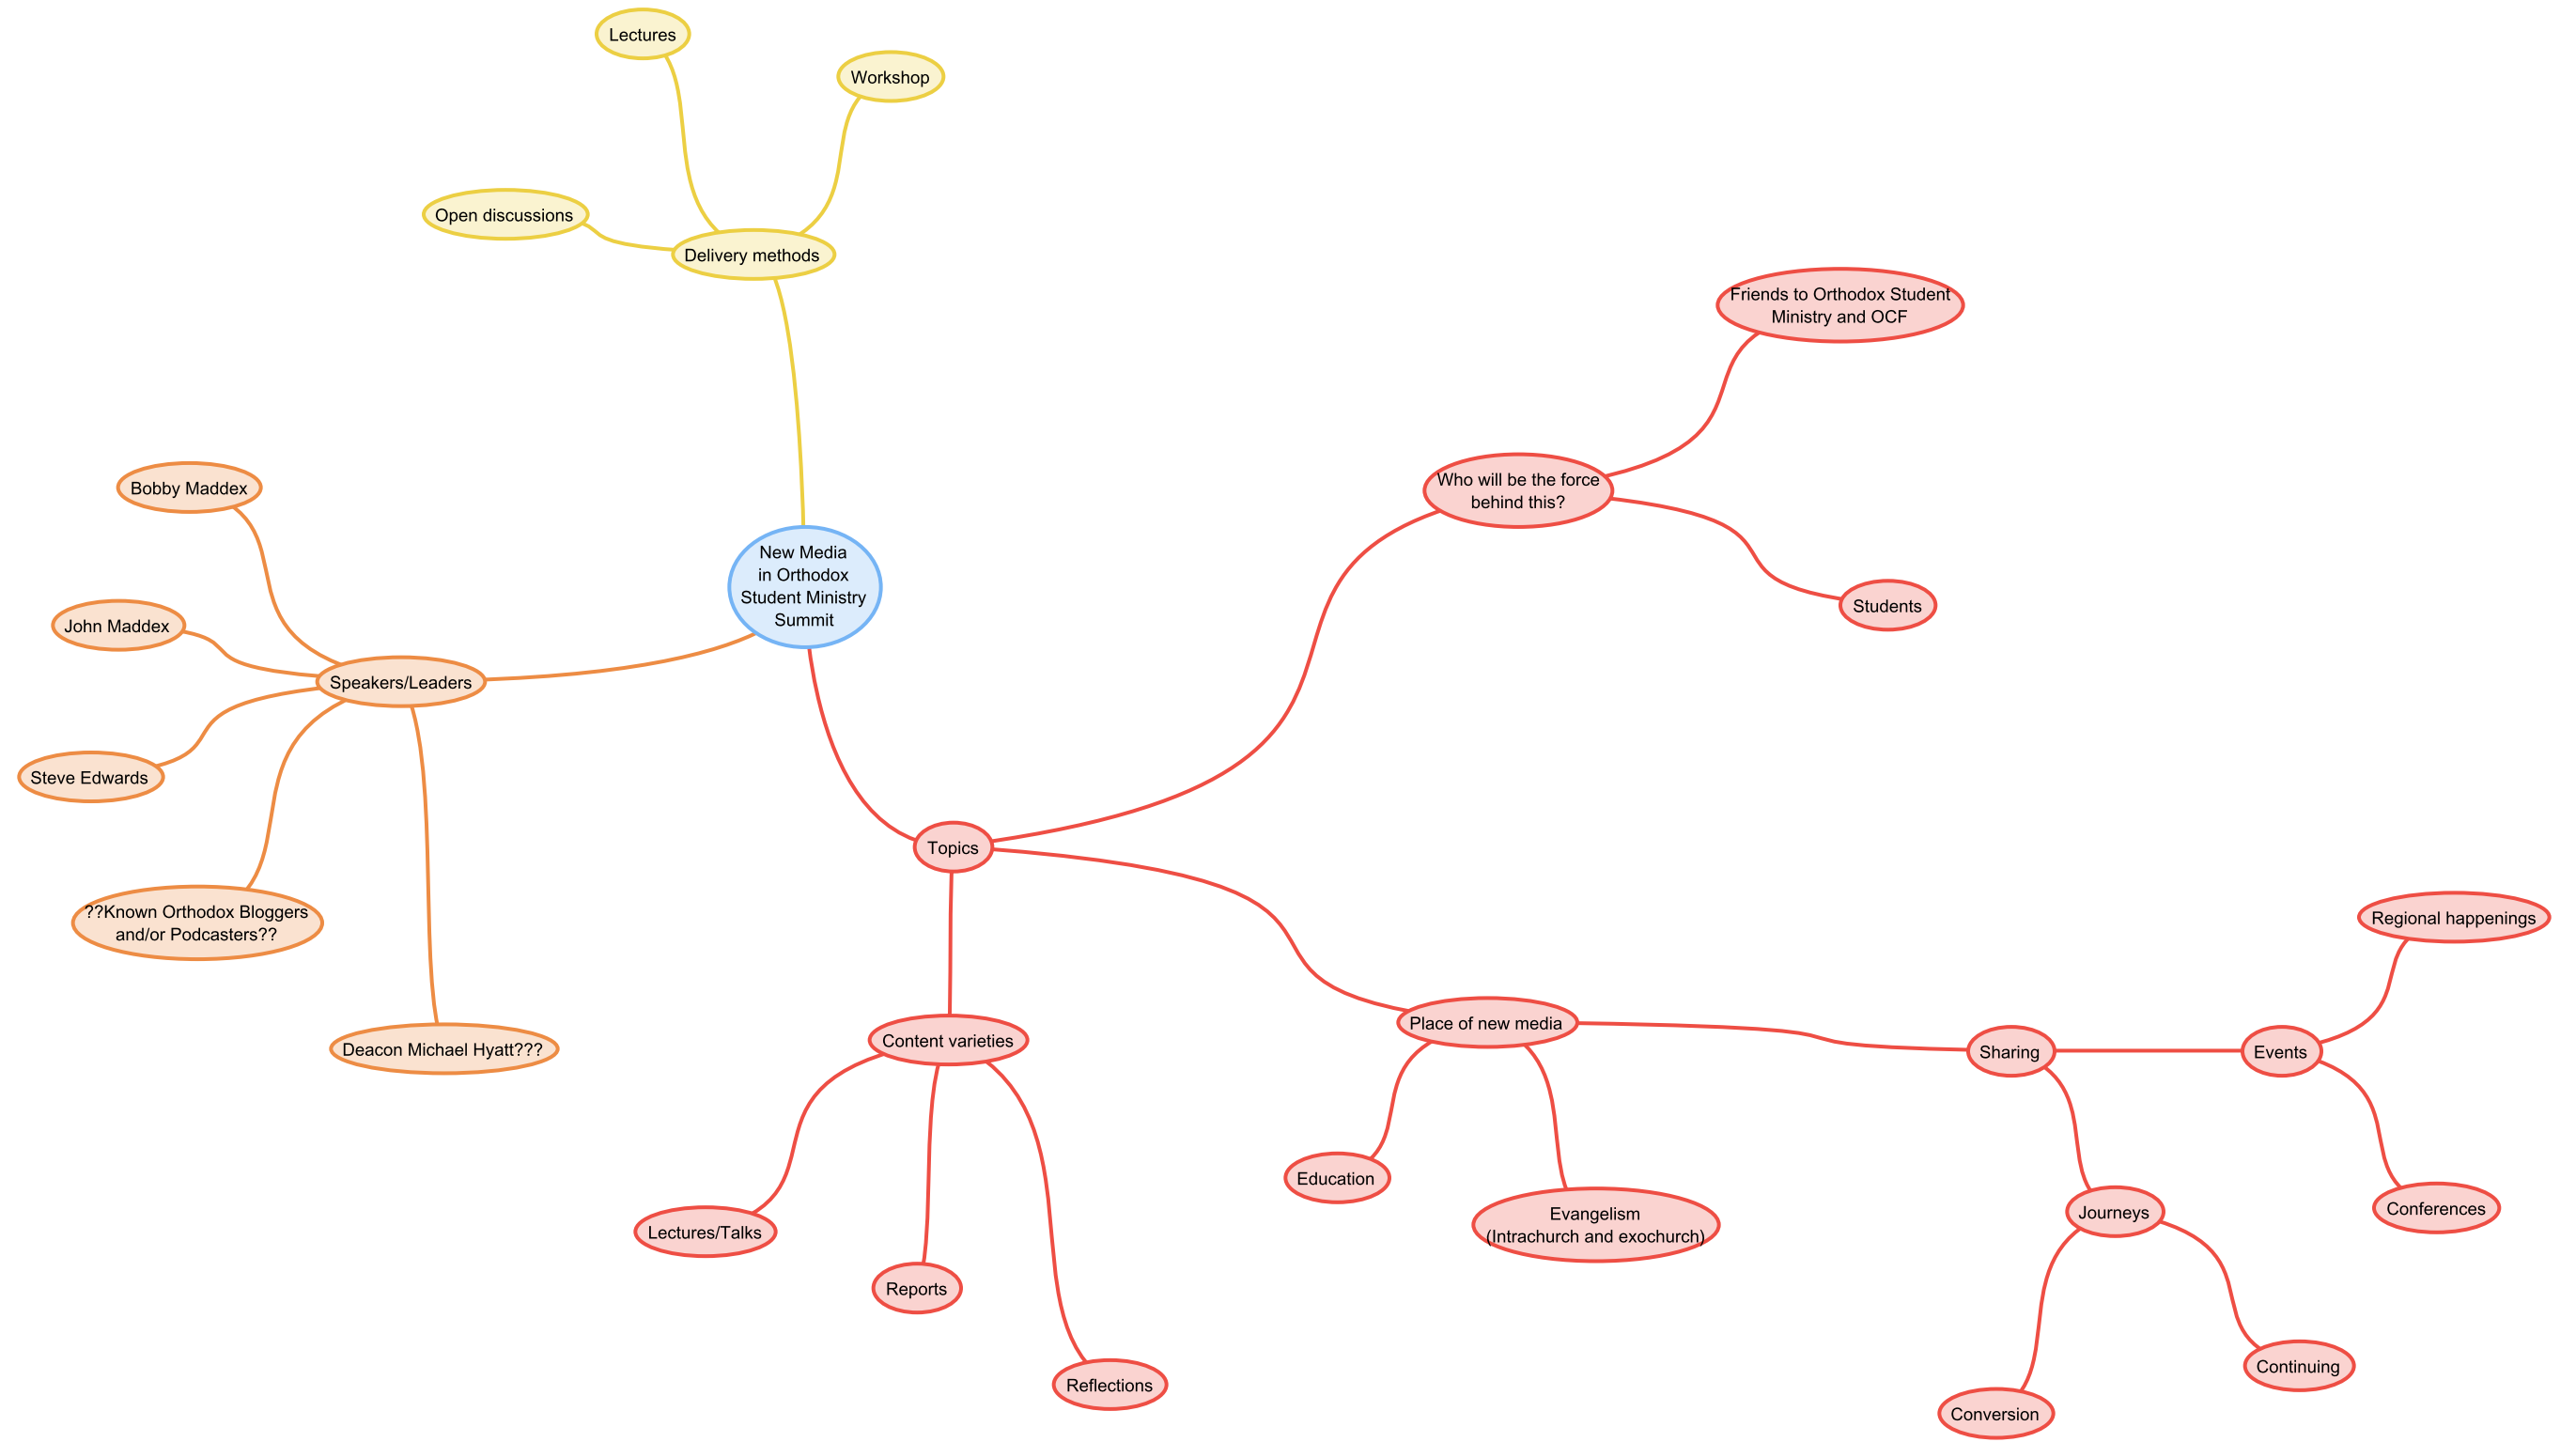 Lectures
Workshop
Open discussions
Delivery methods
Friends to Orthodox Student
Ministry and OCF
Who will be the force
behind this?
Students
Bobby Maddex
John Maddex
Speakers/Leaders
Steve Edwards
??Known Orthodox Bloggers
and/or Podcasters??
Deacon Michael Hyatt???
New Media
in Orthodox
Student Ministry
Summit
Topics
Content varieties
Lectures/Talks
Reports
Reflections
Place of new media
Education
Evangelism
(Intrachurch and exochurch)
Sharing
Events
Regional happenings
Conferences
Journeys
Continuing
Conversion